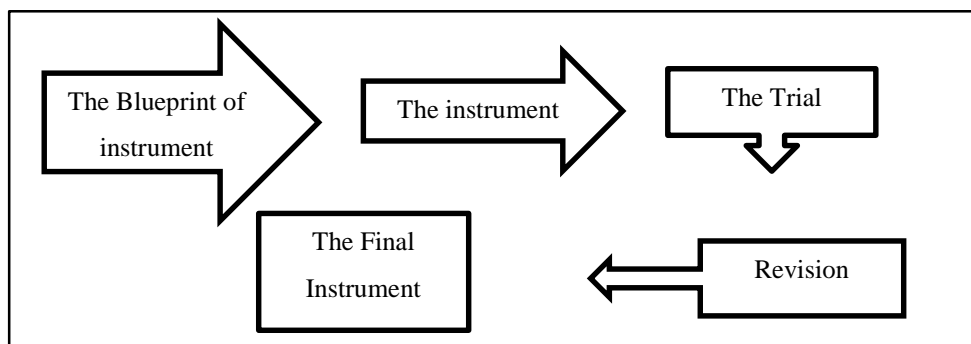 The Blueprint of
instrument
The instrument
The Trial
Revision
The Final
Instrument